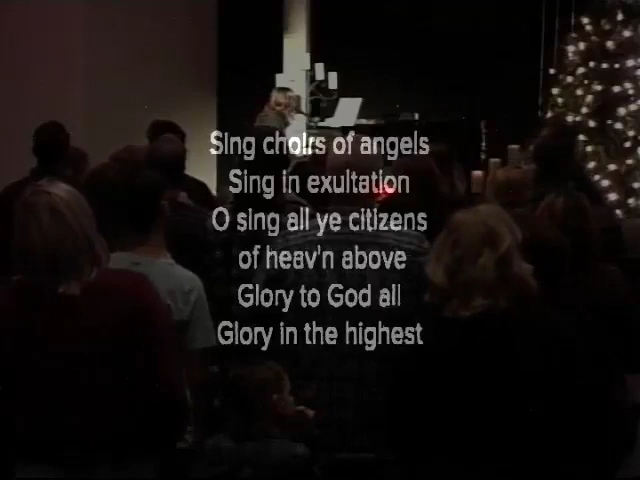 Sing choirs of angels
Sing in exultation
O sing all ye citizens
of heav'n above
Glory to God all
Glory in the highest